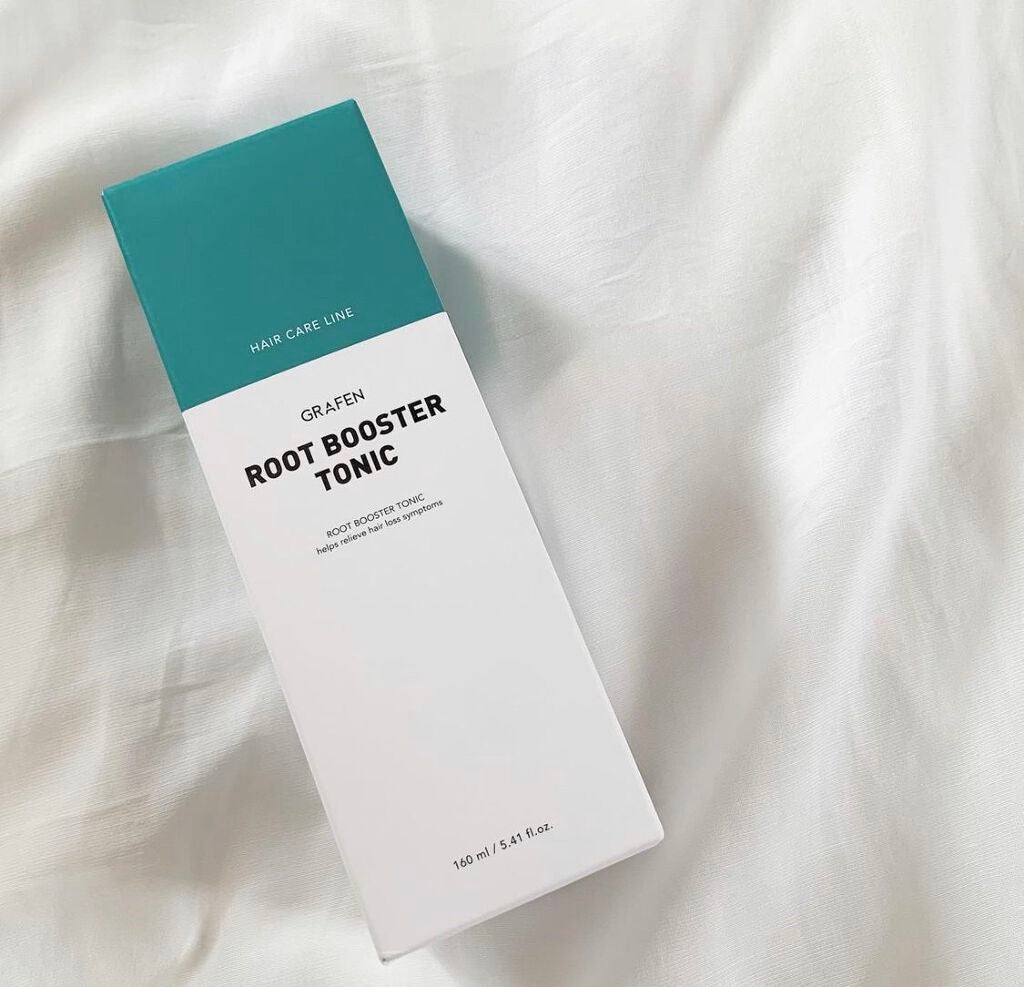 HAIR CARE LINE
GRAFEN
ROOT BOOSTER
TONIC
ROOT BOOSTER TONIC
helps relieve hair loss symptoms
160 ml / 5.41 fl.oz.